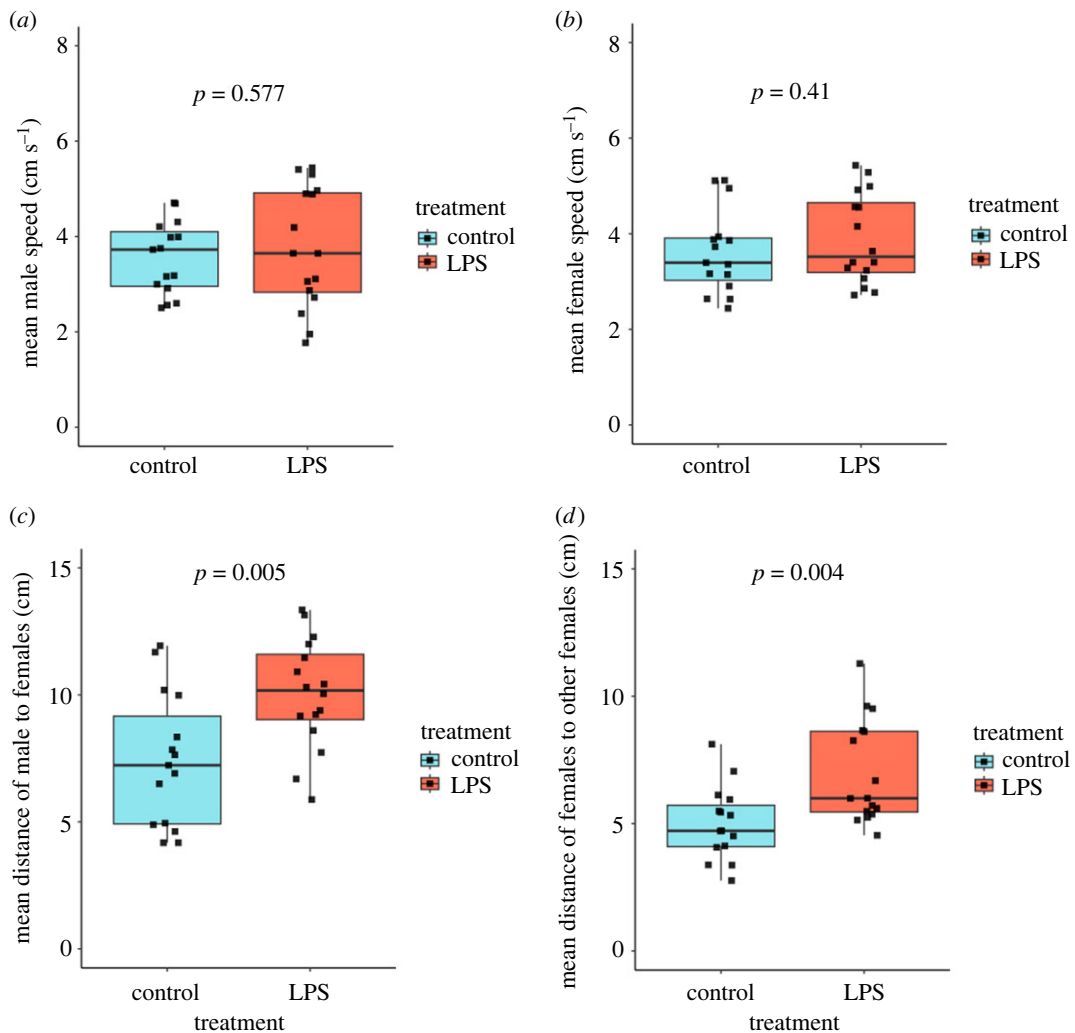 (a)
8
6
4
2
0
mean male speed (cm s⁻¹)
p = 0.577
control
LPS
treatment
control
LPS
(b)
8
6
4
2
0
mean female speed (cm s⁻¹)
p = 0.41
control
LPS
treatment
control
LPS
(c)
15
10
5
0
mean distance of male to females (cm)
p = 0.005
control
LPS
treatment
treatment
control
LPS
(d)
15
10
5
0
mean distance of females to other females (cm)
p = 0.004
control
LPS
treatment
treatment
control
LPS